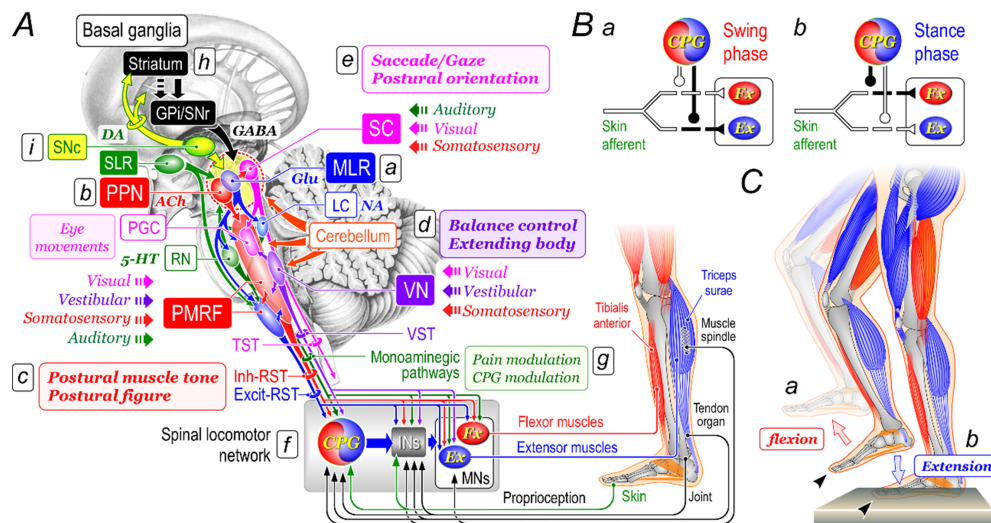 A
Basal ganglia
Striatum
h
GPi/SNr
DA
GABA
i
SNc
SLR
b
PPN
ACh
Glu
MLR
a
SC
LC
NA
e
Saccade/Gaze
Postural orientation
Auditory
Visual
Somatosensory
Eye
movements
PGC
5-HT
RN
Cerebellum
d
Balance control
Extending body
VN
Visual
Vestibular
Somatosensory
Visual
Vestibular
Somatosensory
Auditory
PMRF
TST
VST
Monoaminegic
pathways
Pain modulation
CPG modulation
g
c
Postural muscle tone
Postural figure
Inh-RST
Excit-RST
Spinal locomotor
network
f
CPG
INs
Fx
Ex
MNs
Flexor muscles
Extensor muscles
Proprioception
Skin
Joint
Tibialis
anterior
Triceps
surae
Muscle
spindle
Tendon
organ
B
a
CPG
Swing
phase
Fx
Ex
Skin
afferent
b
CPG
Stance
phase
Fx
Ex
Skin
afferent
C
a
flexion
b
Extension